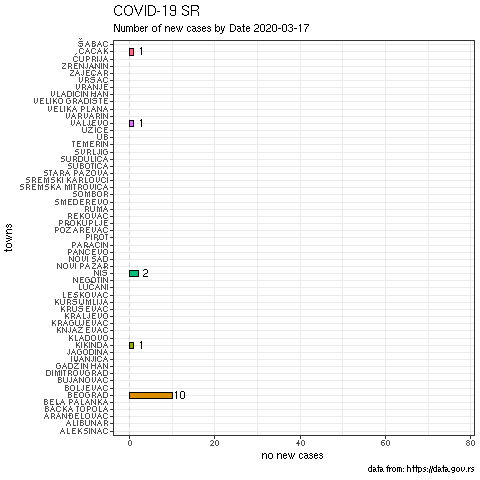 COVID-19 SR
Number of new cases by Date 2020-03-17
ŠABAC
ČAČAK 1
ĆUPRIJA
ZRENJANIN
ZAJEČAR
VRŠAC
VRANJE
VLADIČIN HAN
VELIKO GRADIŠTE
VELIKA PLANA
VARVARIN
VALJEVO 1
UŽICE
UB
TEMERIN
SVRLJIG
SURDULICA
SUBOTICA
STARA PAZOVA
SREMSKI KARLOVCI
SREMSKA MITROVICA
SOMBOR
SMEDEREVO
RUMA
REKOVAC
PROKUPLJE
POŽAREVAC
PIROT
PARAĆIN
PANČEVO
NOVI SAD
NOVI PAZAR
NIŠ 2
NEGOTIN
LUČANI
LESKOVAC
KURŠUMLIJA
KRUŠEVAC
KRALJEVO
KRAGUJEVAC
KNJAŽEVAC
KLADOVO
KIKINDA 1
JAGODINA
IVANJICA
GADŽIN HAN
DIMITROVGRAD
BUJANOVAC
BOLJEVAC
BEOGRAD 10
BELA PALANKA
BAČKA TOPOLA
ARANĐELOVAC
ALIBUNAR
ALEKSINAC
towns
0 20 40 60 80
no new cases
data from: https://data.gov.rs